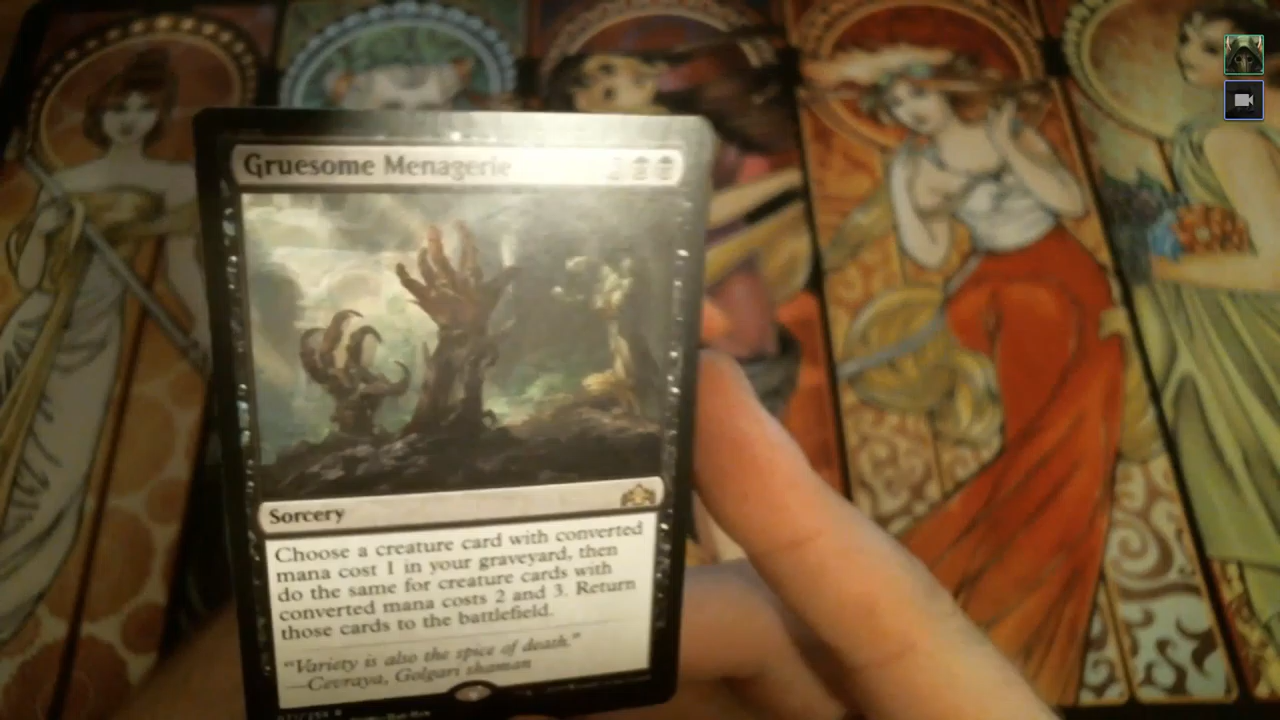 Gruesome Menagerie
Sorcery
Choose a creature card with converted
mana cost 1 in your graveyard, then
do the same for creature cards with
converted mana costs 2 and 3. Return
those cards to the battlefield.
"Variety is also the spice of death."
—Cevraya, Golgari shaman